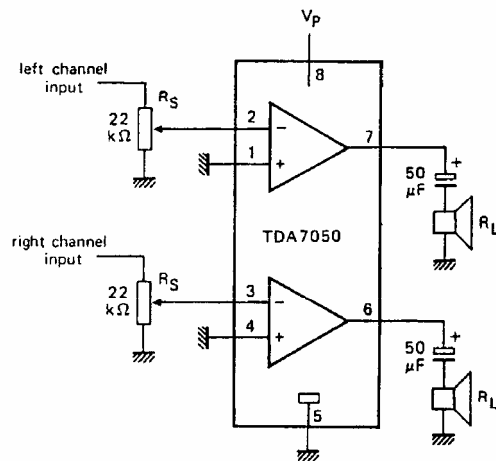 V_P
8
left channel
input
R_S
22
kΩ
2
−
1
+
7
+
50
μF
R_L
TDA7050
right channel
input
R_S
22
kΩ
3
−
4
+
6
+
50
μF
R_L
5